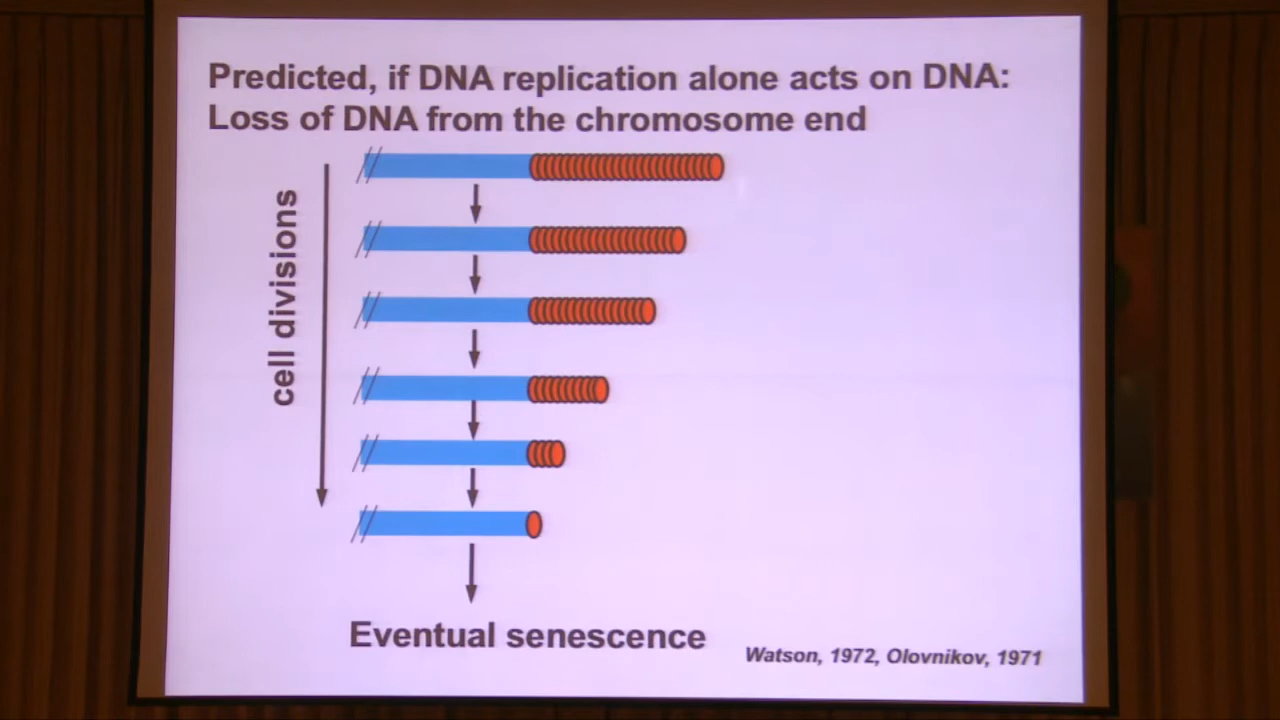 Predicted, if DNA replication alone acts on DNA:
Loss of DNA from the chromosome end
cell divisions
Eventual senescence
Watson, 1972, Olovnikov, 1971